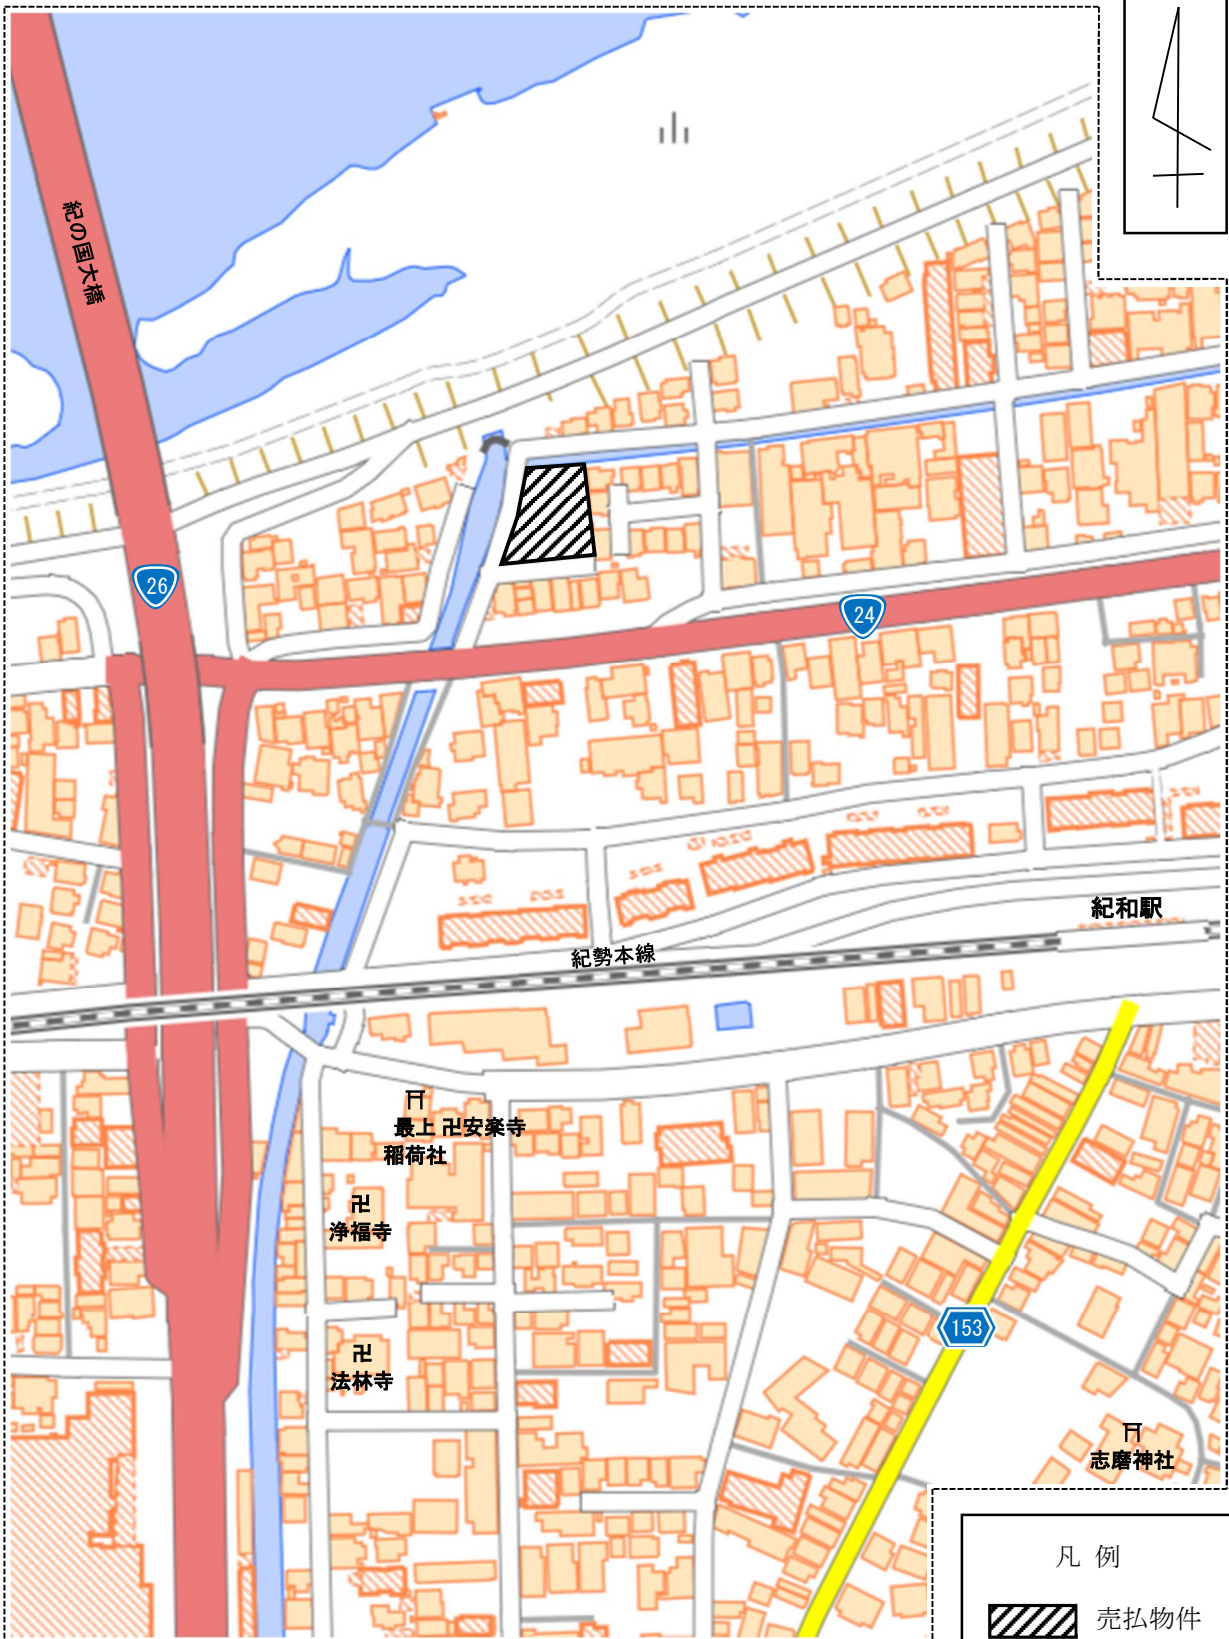 紀の国大橋
26
24
紀和駅
紀勢本線
最上 卍安楽寺
稲荷社
卍
浄福寺
153
卍
法林寺
志磨神社
凡 例
売払物件